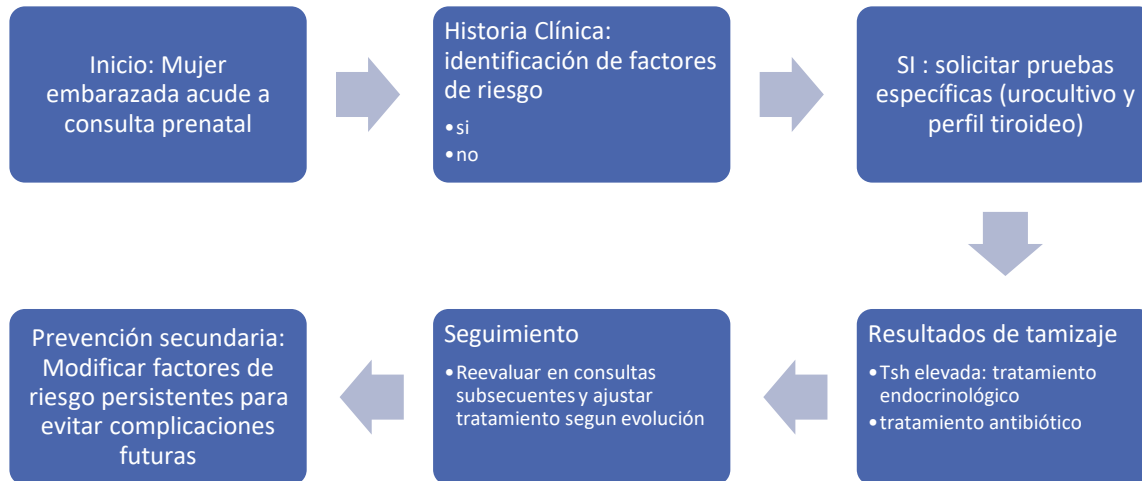 Inicio: Mujer
embarazada acude a
consulta prenatal
Historia Clínica:
identificación de factores
de riesgo
•si
•no
SI : solicitar pruebas
específicas (urocultivo y
perfil tiroideo)
Resultados de tamizaje
•Tsh elevada: tratamiento
endocrinológico
•tratamiento antibiótico
Seguimiento
•Reevaluar en consultas
subsecuentes y ajustar
tratamiento segun evolución
Prevención secundaria:
Modificar factores de
riesgo persistentes para
evitar complicaciones
futuras